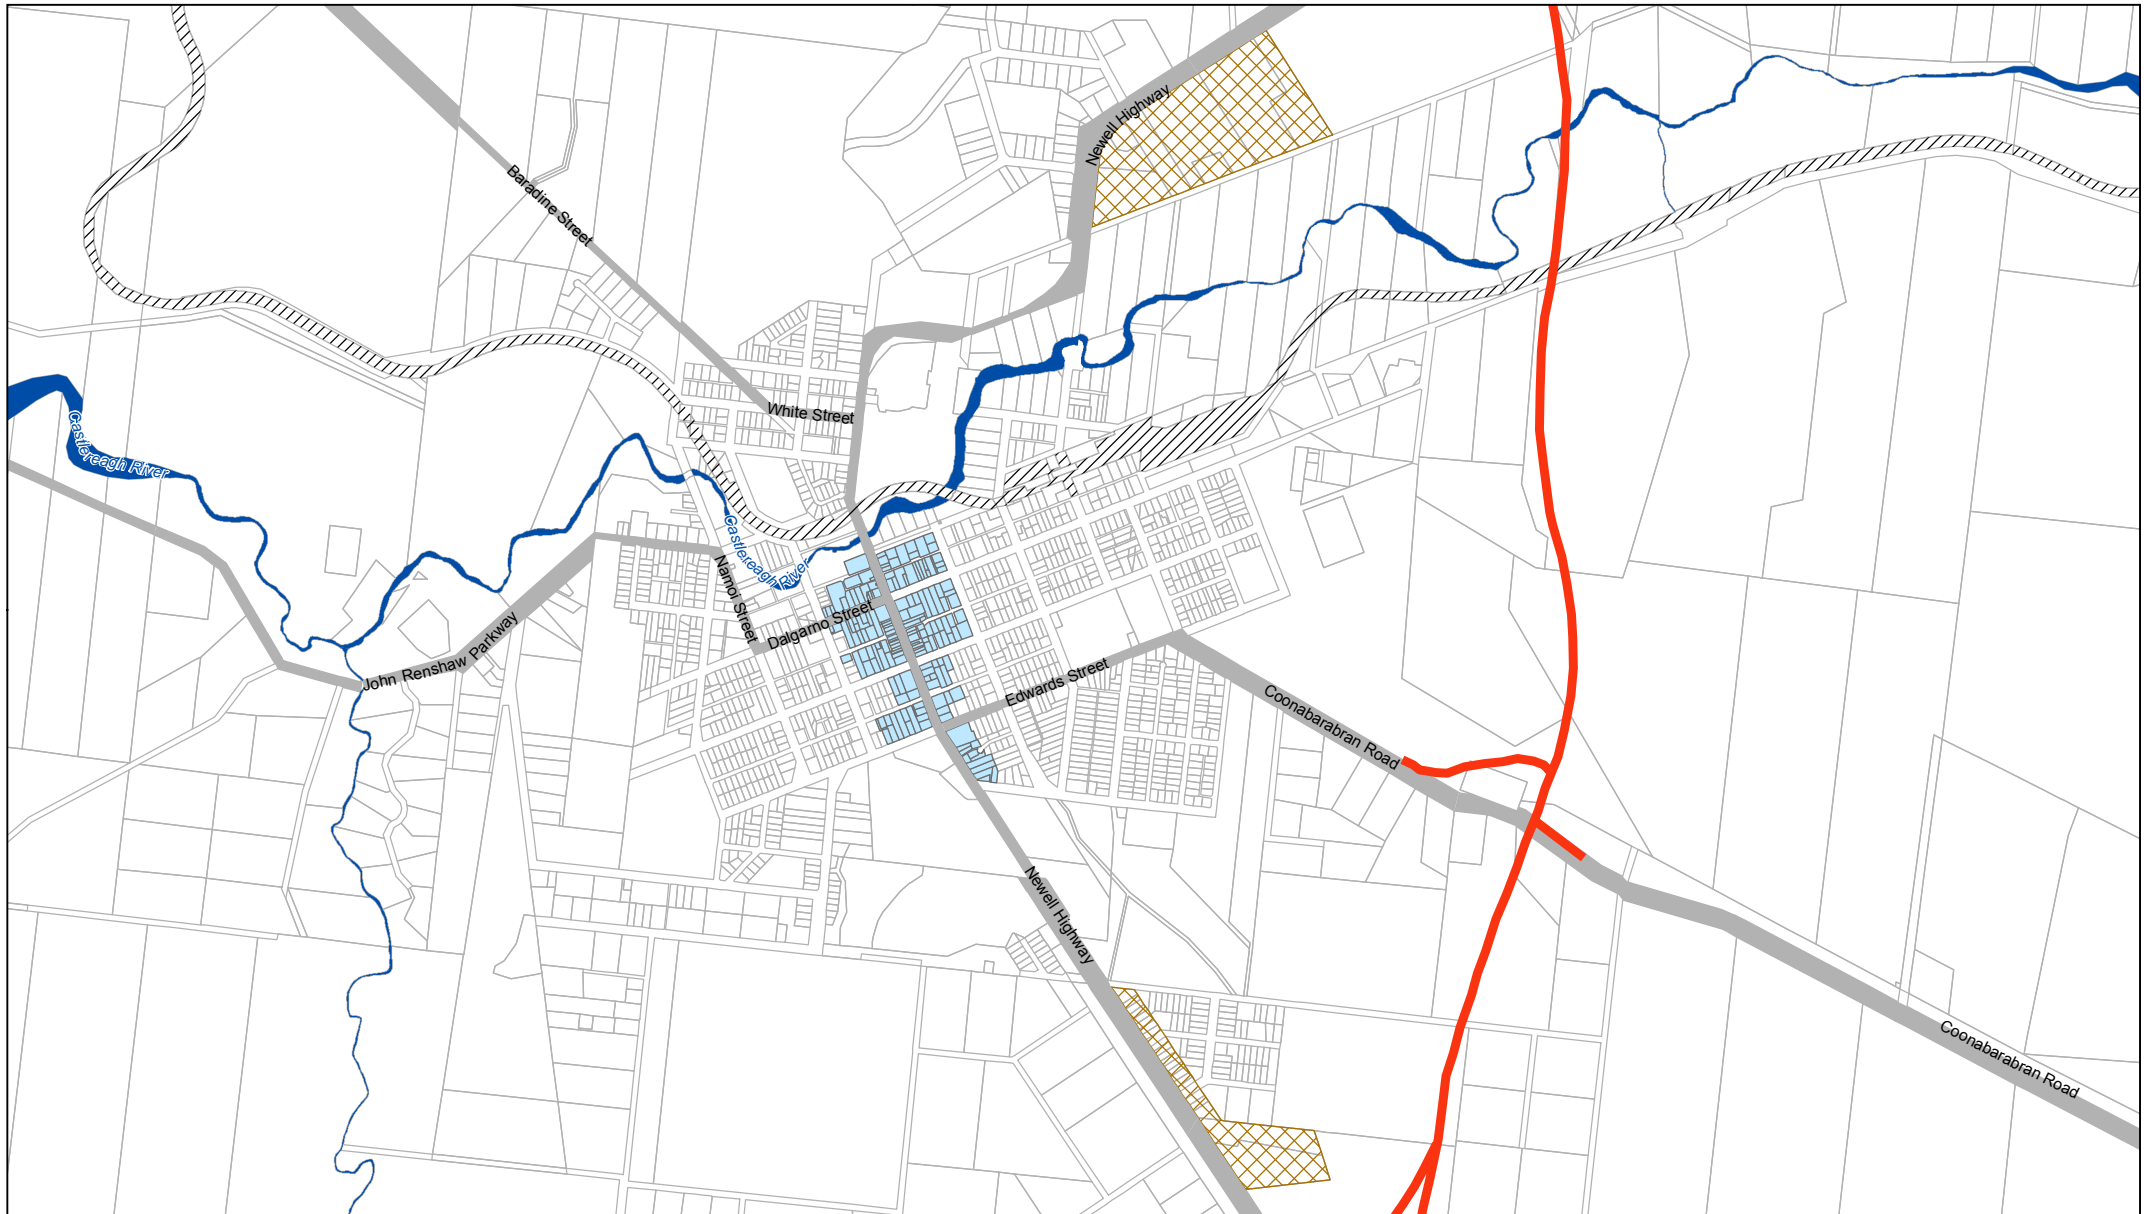 Newell Highway
Baradine Street
White Street
Castlereagh River
Castlereagh River
Namoi Street
Dalgarno Street
John Renshaw Parkway
Edwards Street
Coonabarabran Road
Newell Highway
Coonabarabran Road